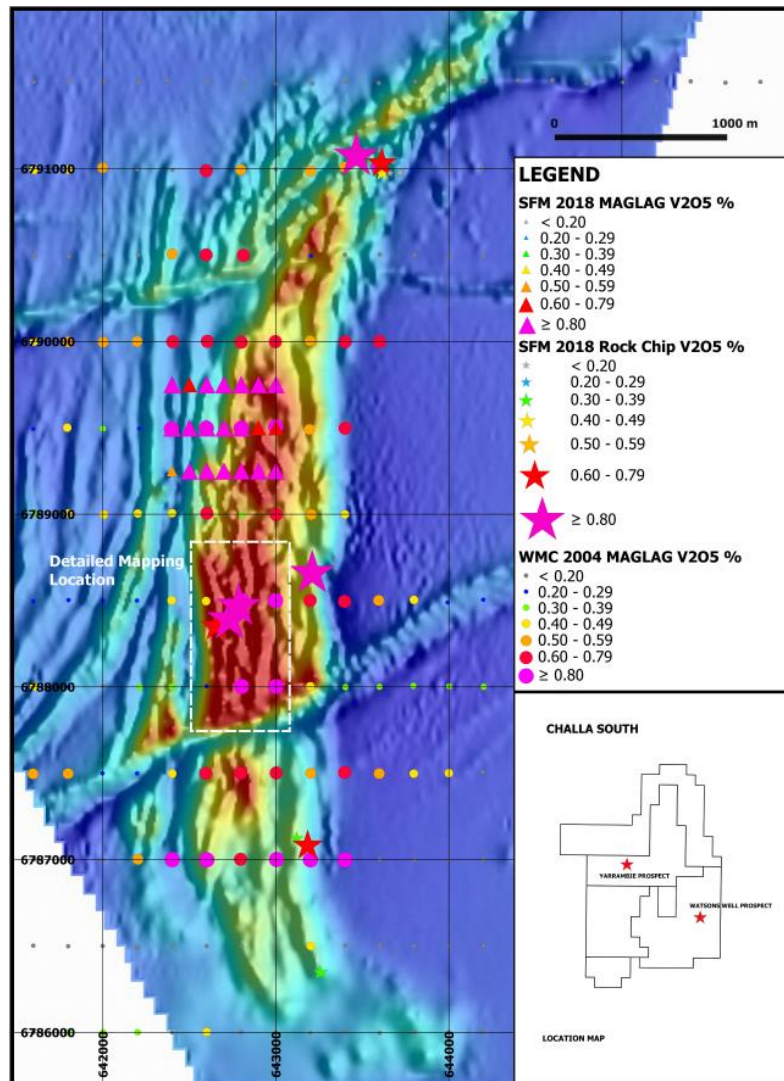 0 1000 m
6791000
6790000
6789000
6788000
6787000
6786000
642000
643000
644000
Detailed Mapping
Location
LEGEND
SFM 2018 MAGLAG V2O5 %
< 0.20
0.20 - 0.29
0.30 - 0.39
0.40 - 0.49
0.50 - 0.59
0.60 - 0.79
≥ 0.80
SFM 2018 Rock Chip V2O5 %
< 0.20
0.20 - 0.29
0.30 - 0.39
0.40 - 0.49
0.50 - 0.59
0.60 - 0.79
≥ 0.80
WMC 2004 MAGLAG V2O5 %
< 0.20
0.20 - 0.29
0.30 - 0.39
0.40 - 0.49
0.50 - 0.59
0.60 - 0.79
≥ 0.80
CHALLA SOUTH
YARRAMBIE PROSPECT
WATSONS WELL PROSPECT
LOCATION MAP